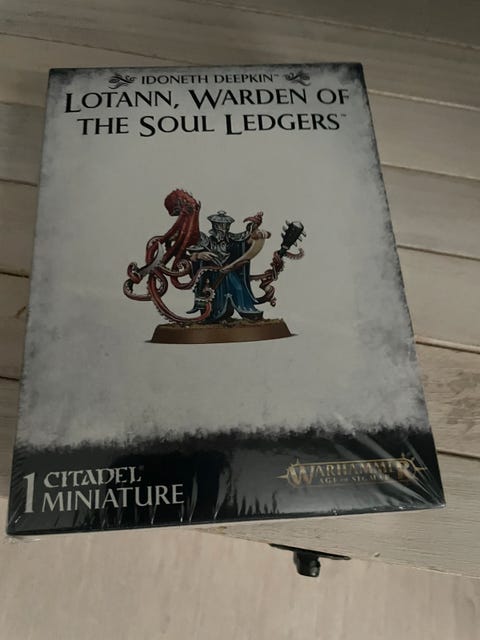 IDONETH DEEPKIN™
LOTANN, WARDEN OF
THE SOUL LEDGERS™
1 CITADEL®
MINIATURE
WARHAMMER
AGE OF SIGMAR